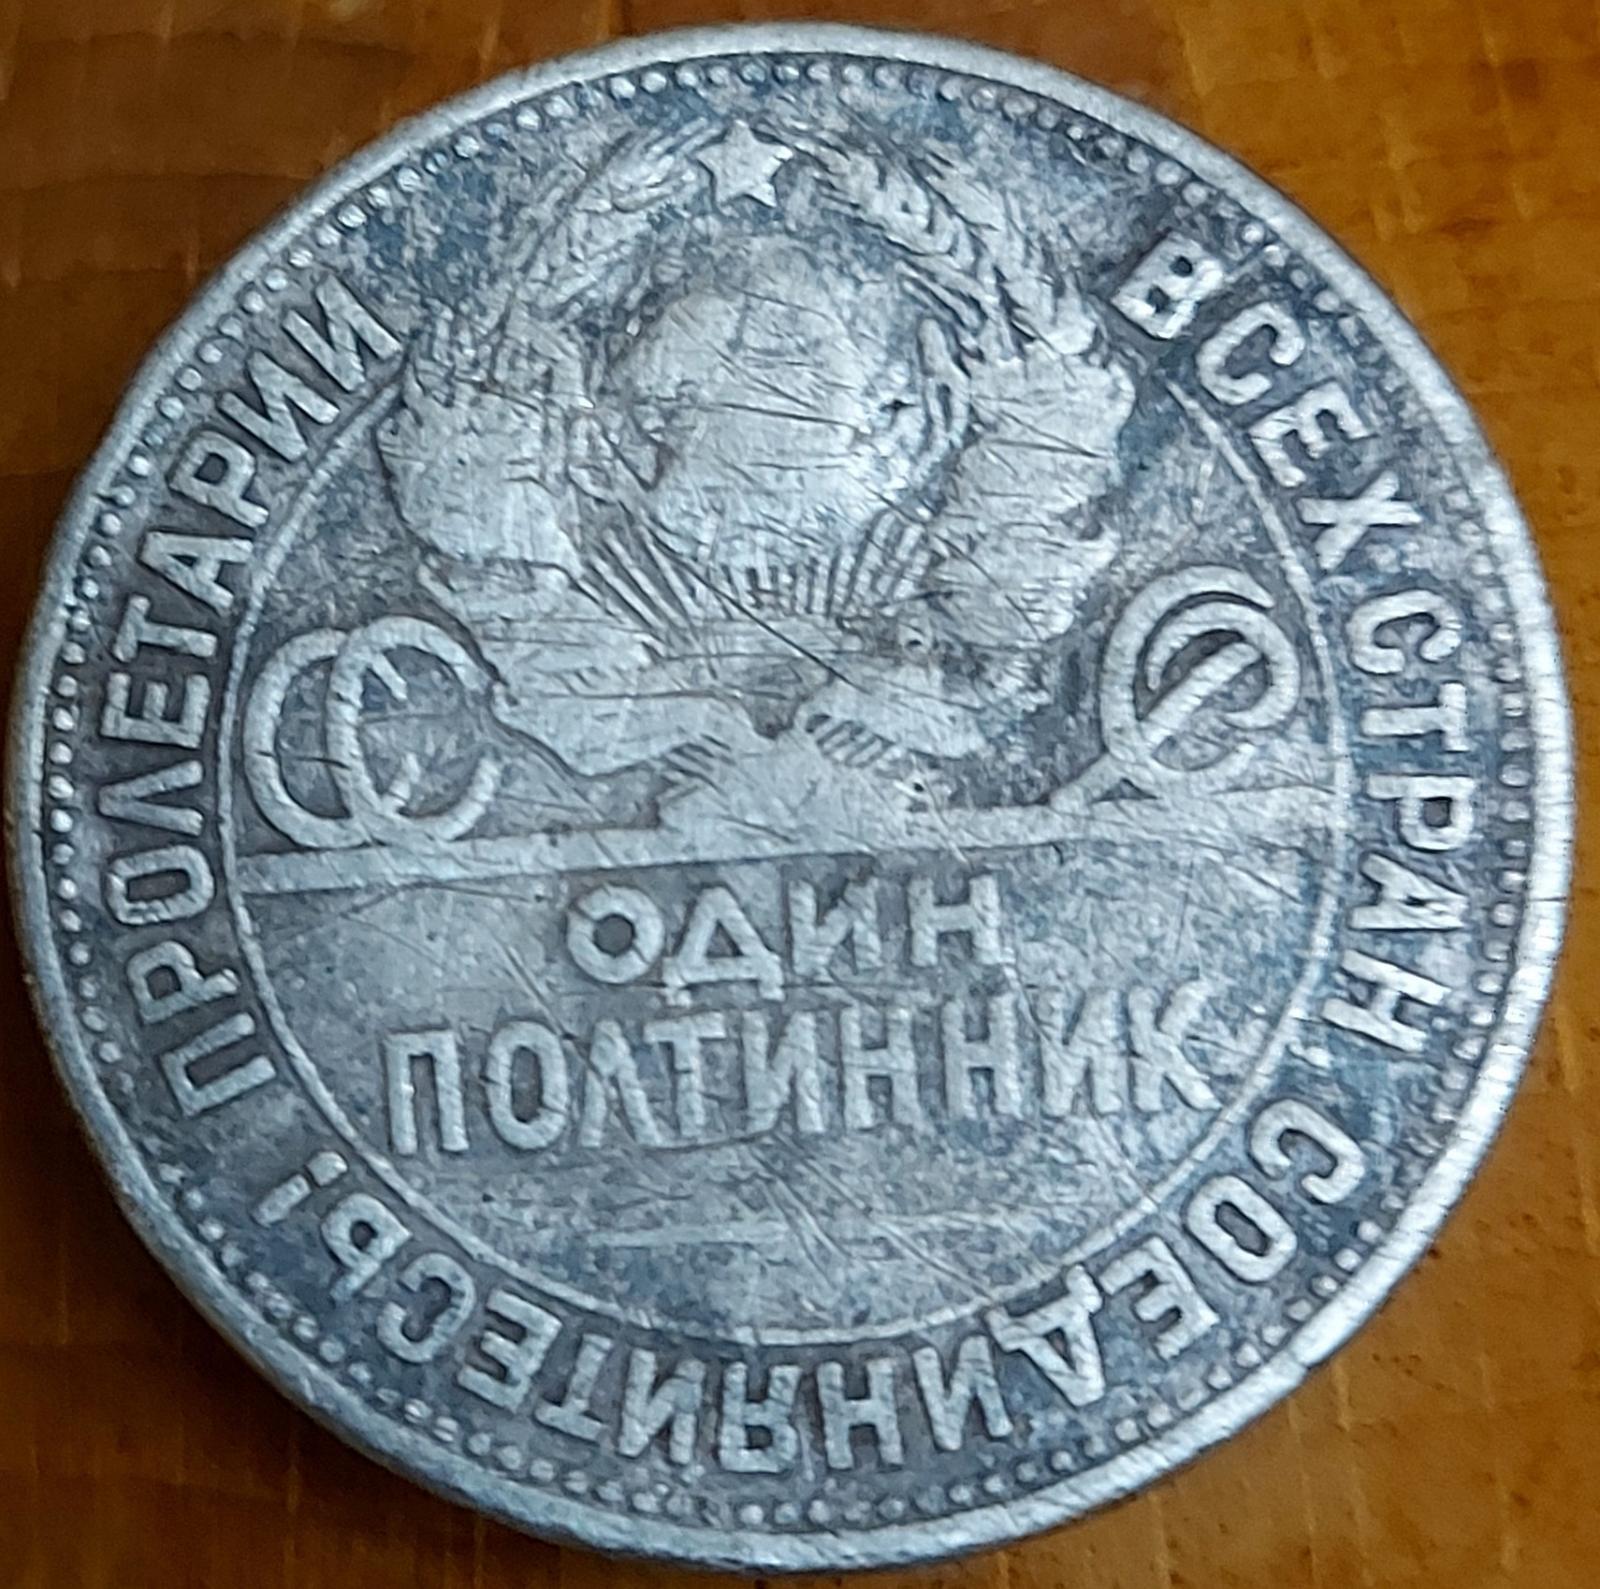 ПРОЛЕТАРИИ ВСЕХ СТРАН, СОЕДИНЯЙТЕСЬ!
ОДИН
ПОЛТИННИК